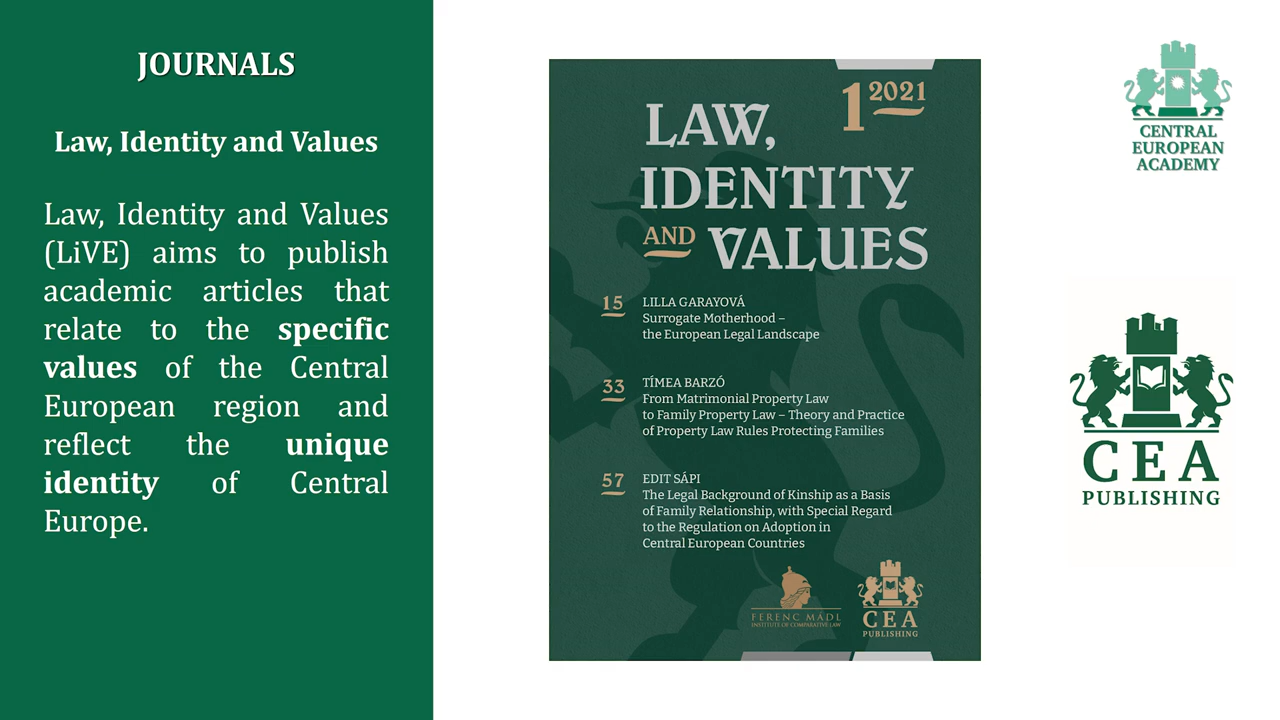 JOURNALS
Law, Identity and Values
Law, Identity and Values
(LiVE) aims to publish
academic articles that
relate to the specific
values of the Central
European region and
reflect the unique
identity of Central
Europe.
1 2021
LAW,
IDENTITY
AND VALUES
15 LILLA GARAYOVÁ
Surrogate Motherhood –
the European Legal Landscape
33 TÍMEA BARZÓ
From Matrimonial Property Law
to Family Property Law – Theory and Practice
of Property Law Rules Protecting Families
57 EDIT SÁPI
The Legal Background of Kinship as a Basis
of Family Relationship, with Special Regard
to the Regulation on Adoption in
Central European Countries
FERENC MÁDL
INSTITUTE OF COMPARATIVE LAW
CEA
PUBLISHING
CENTRAL
EUROPEAN
ACADEMY
CEA
PUBLISHING